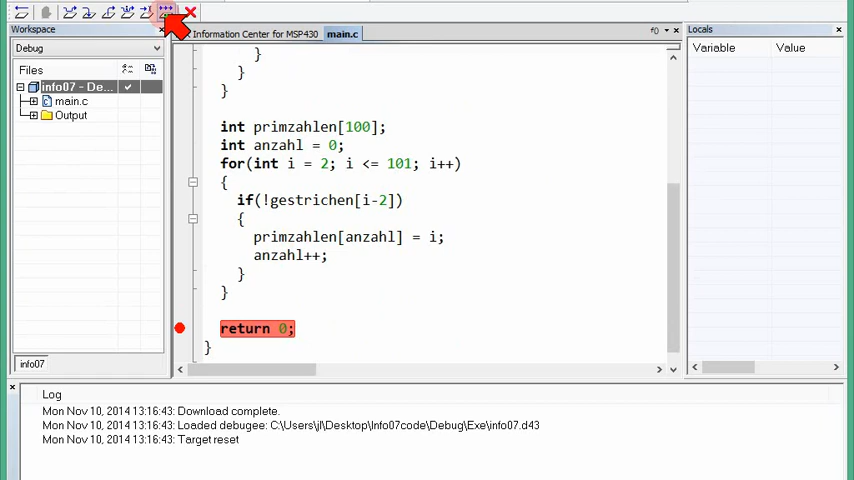 Workspace
Information Center for MSP430
main.c
f()
Locals
Debug
Variable
Value
Files
info07 - De...
main.c
Output
}
}
}
int primzahlen[100];
int anzahl = 0;
for(int i = 2; i <= 101; i++)
{
if(!gestrichen[i-2])
{
primzahlen[anzahl] = i;
anzahl++;
}
}
return 0;
}
info07
Log
Mon Nov 10, 2014 13:16:43: Download complete.
Mon Nov 10, 2014 13:16:43: Loaded debugee: C:\Users\jl\Desktop\Info07code\Debug\Exe\info07.d43
Mon Nov 10, 2014 13:16:43: Target reset